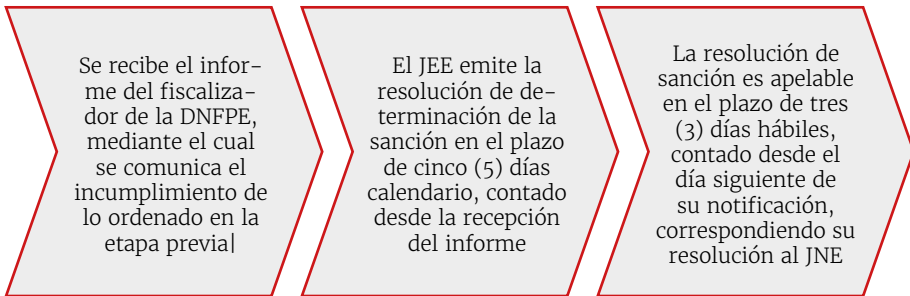 Se recibe el infor-
me del fiscaliza-
dor de la DNFPE,
mediante el cual
se comunica el
incumplimiento de
lo ordenado en la
etapa previa|
El JEE emite la
resolución de de-
terminación de la
sanción en el plazo
de cinco (5) días
calendario, contado
desde la recepción
del informe
La resolución de
sanción es apelable
en el plazo de tres
(3) días hábiles,
contado desde el
día siguiente de
su notificación,
correspondiendo su
resolución al JNE